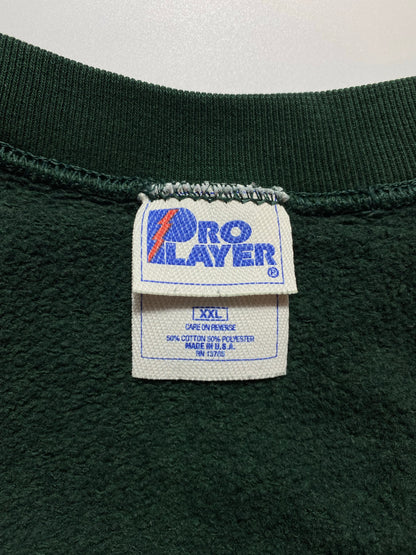 PRO
PLAYER
®
XXL
CARE ON REVERSE
50% COTTON 50% POLYESTER
MADE IN U.S.A.